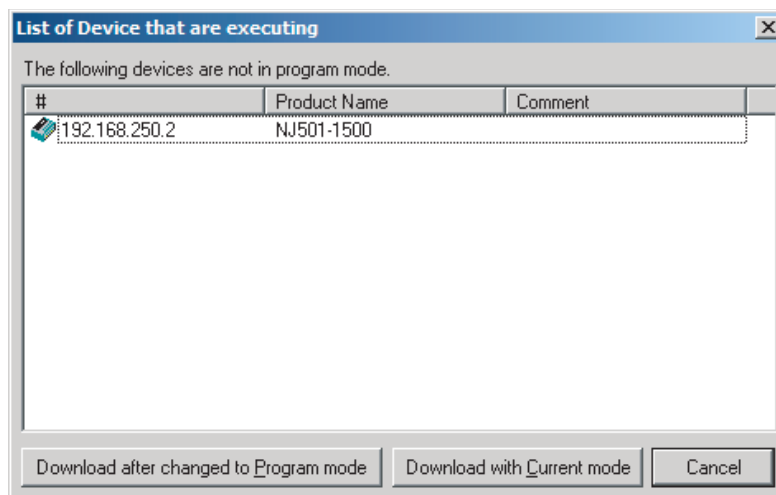 List of Device that are executing
The following devices are not in program mode.
# Product Name Comment
192.168.250.2 NJ501-1500
Download after changed to Program mode Download with Current mode Cancel